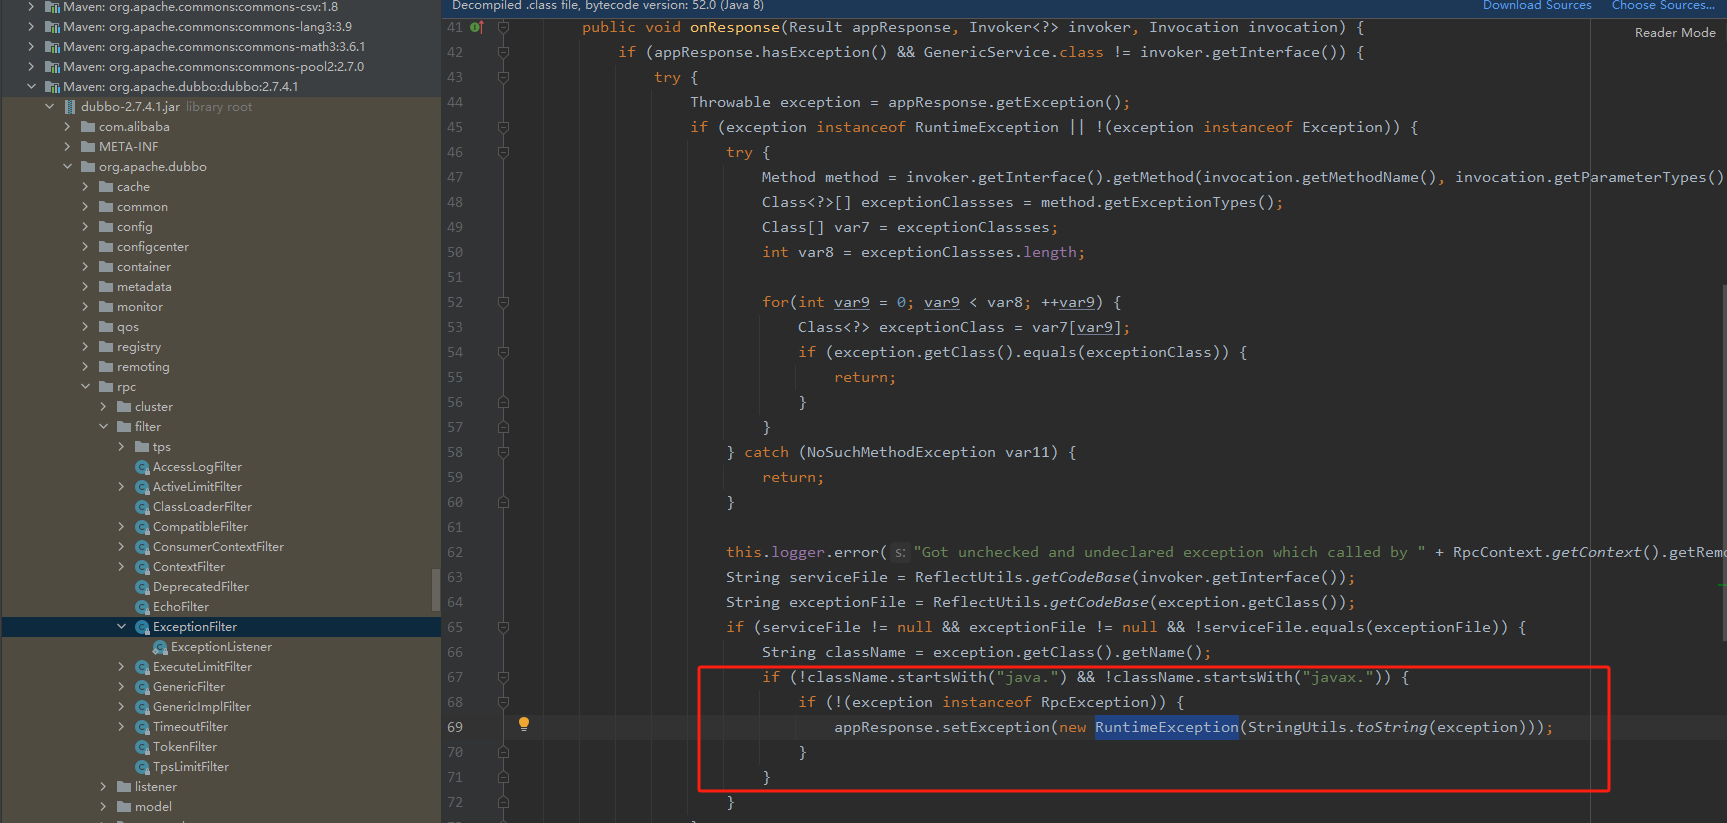 Maven: org.apache.commons:commons-csv:1.8
Maven: org.apache.commons:commons-lang3:3.9
Maven: org.apache.commons:commons-math3:3.6.1
Maven: org.apache.commons:commons-pool2:2.7.0
Maven: org.apache.dubbo:dubbo:2.7.4.1
dubbo-2.7.4.1.jar library root
com.alibaba
META-INF
org.apache.dubbo
cache
common
config
configcenter
container
metadata
monitor
qos
registry
remoting
rpc
cluster
filter
tps
AccessLogFilter
ActiveLimitFilter
ClassLoaderFilter
CompatibleFilter
ConsumerContextFilter
ContextFilter
DeprecatedFilter
EchoFilter
ExceptionFilter
ExceptionListener
ExecuteLimitFilter
GenericFilter
GenericImplFilter
TimeoutFilter
TokenFilter
TpsLimitFilter
listener
model
Decompiled .class file, bytecode version: 52.0 (Java 8)
Download Sources
Choose Sources...
Reader Mode
41 public void onResponse(Result appResponse, Invoker<?> invoker, Invocation invocation) {
42 if (appResponse.hasException() && GenericService.class != invoker.getInterface()) {
43 try {
44 Throwable exception = appResponse.getException();
45 if (exception instanceof RuntimeException || !(exception instanceof Exception)) {
46 try {
47 Method method = invoker.getInterface().getMethod(invocation.getMethodName(), invocation.getParameterTypes()
48 Class<?>[] exceptionClassses = method.getExceptionTypes();
49 Class[] var7 = exceptionClassses;
50 int var8 = exceptionClassses.length;
51
52 for(int var9 = 0; var9 < var8; ++var9) {
53 Class<?> exceptionClass = var7[var9];
54 if (exception.getClass().equals(exceptionClass)) {
55 return;
56 }
57 }
58 } catch (NoSuchMethodException var11) {
59 return;
60 }
61
62 this.logger.error( s: "Got unchecked and undeclared exception which called by " + RpcContext.getContext().getRemo
63 String serviceFile = ReflectUtils.getCodeBase(invoker.getInterface());
64 String exceptionFile = ReflectUtils.getCodeBase(exception.getClass());
65 if (serviceFile != null && exceptionFile != null && !serviceFile.equals(exceptionFile)) {
66 String className = exception.getClass().getName();
67 if (!className.startsWith("java.") && !className.startsWith("javax.")) {
68 if (!(exception instanceof RpcException)) {
69 appResponse.setException(new RuntimeException(StringUtils.toString(exception)));
70 }
71 }
72 }